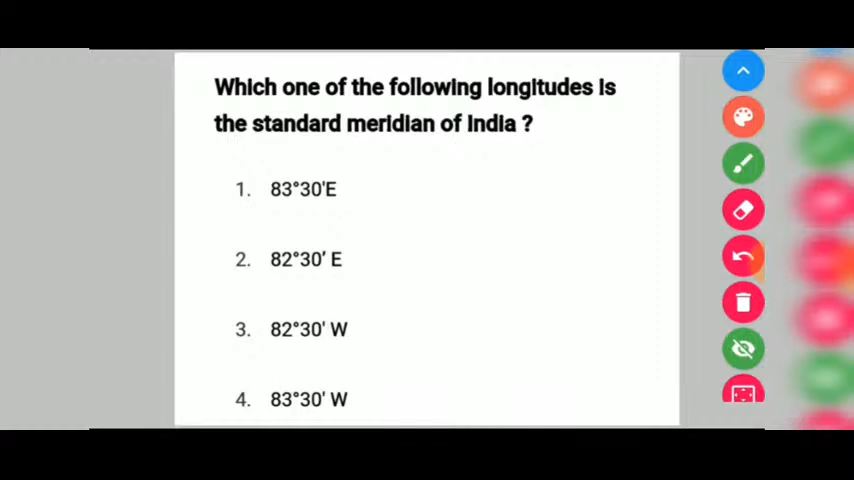 Which one of the following longitudes is
the standard meridian of India ?
1. 83°30'E
2. 82°30’ E
3. 82°30' W
4. 83°30' W